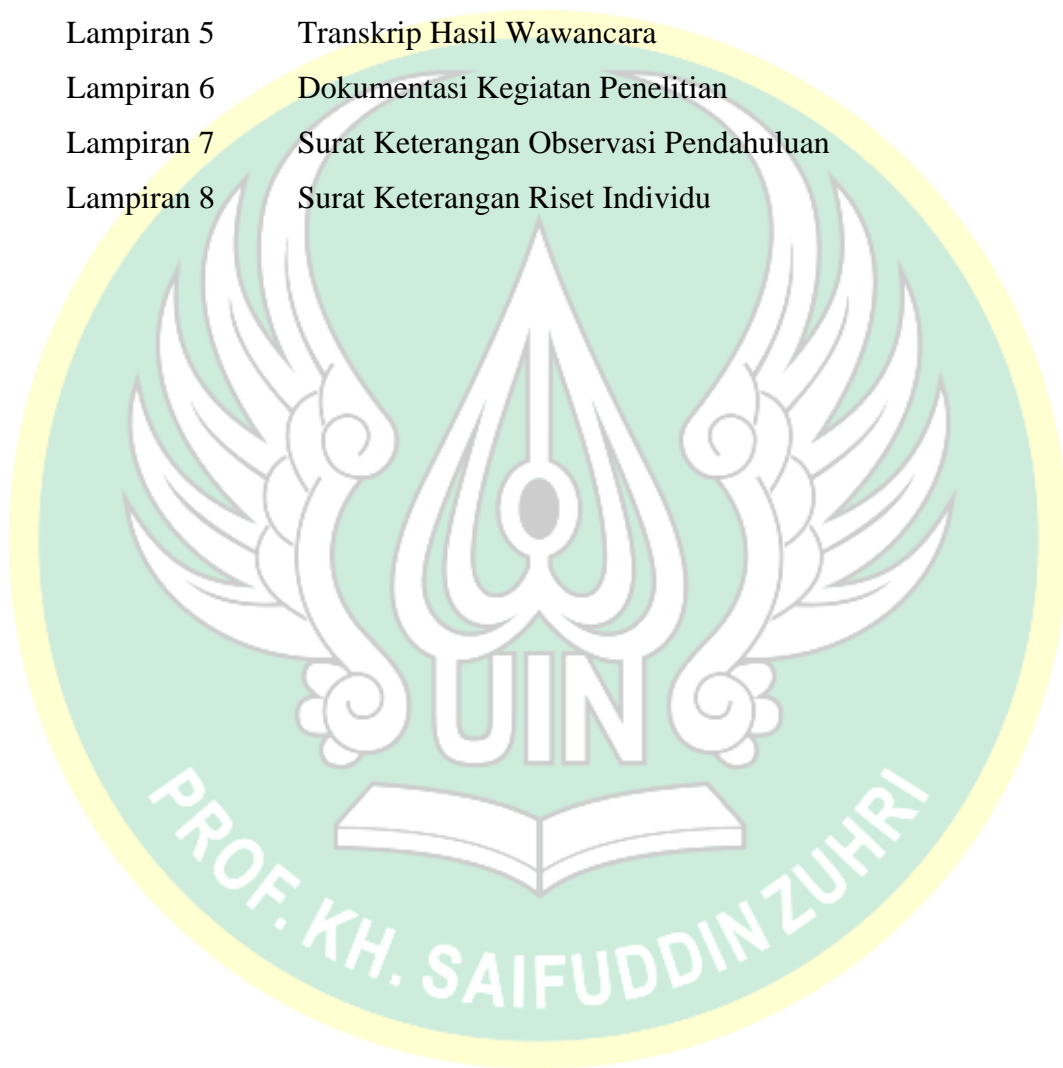 Lampiran 5 Transkrip Hasil Wawancara
Lampiran 6 Dokumentasi Kegiatan Penelitian
Lampiran 7 Surat Keterangan Observasi Pendahuluan
Lampiran 8 Surat Keterangan Riset Individu
UIN
PROF. KH. SAIFUDDIN ZUHRI